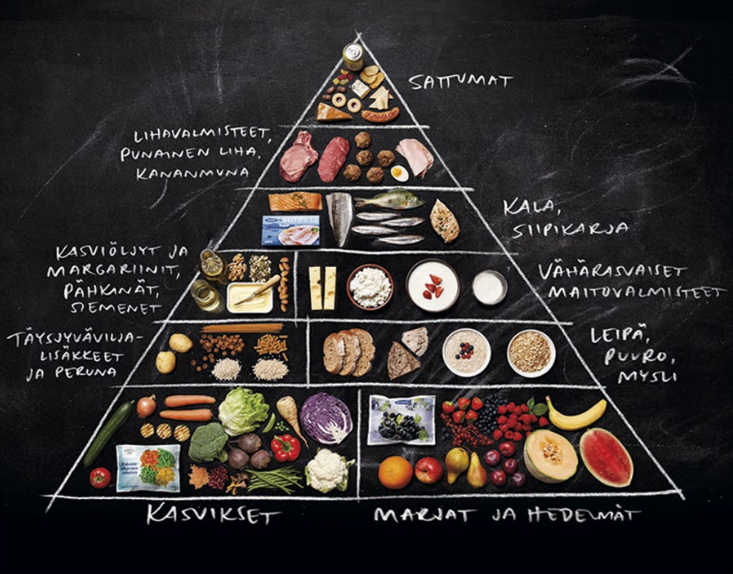 SATTUMAT
LIHAVALMISTEET,
PUNAINEN LIHA,
KANANMUNA
KALA,
SIIPIKARJA
KASVIÖLJYT JA
MARGARIINIT,
PÄHKINÄT,
SIEMENET
VÄHÄRASVAISET
MAITOVALMISTEET
TÄYSJYVÄVILJA-
LISÄKKEET
JA PERUNA
LEIPÄ,
PUURO,
MYSLI
KASVIKSET
MARJAT JA HEDELMÄT